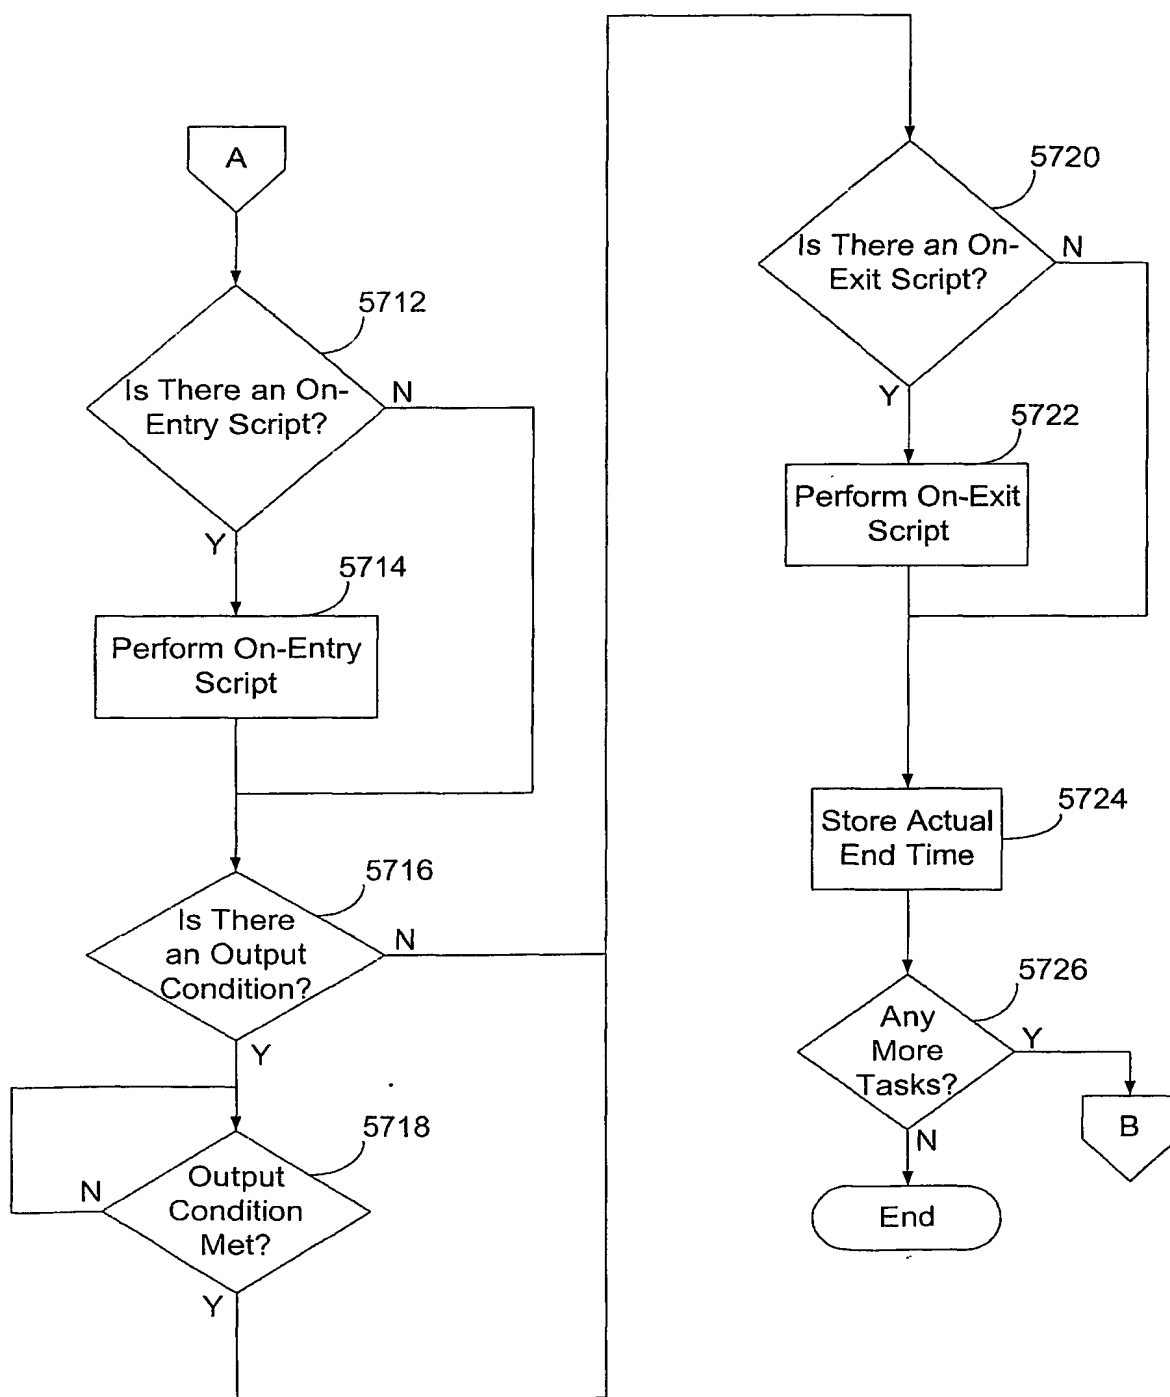 A
5712
Is There an On-
Entry Script?
N
Y
5714
Perform On-Entry
Script
5716
Is There
an Output
Condition?
N
Y
5718
Output
Condition
Met?
N
Y
5720
Is There an On-
Exit Script?
N
Y
5722
Perform On-Exit
Script
5724
Store Actual
End Time
5726
Any
More
Tasks?
Y
B
N
End